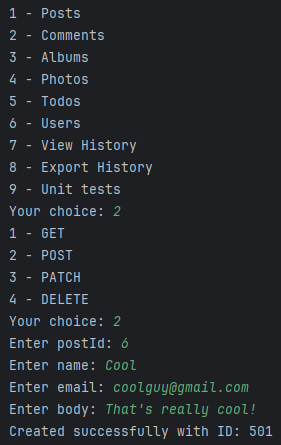 1 - Posts
2 - Comments
3 - Albums
4 - Photos
5 - Todos
6 - Users
7 - View History
8 - Export History
9 - Unit tests
Your choice: 2
1 - GET
2 - POST
3 - PATCH
4 - DELETE
Your choice: 2
Enter postId: 6
Enter name: Cool
Enter email: coolguy@gmail.com
Enter body: That's really cool!
Created successfully with ID: 501